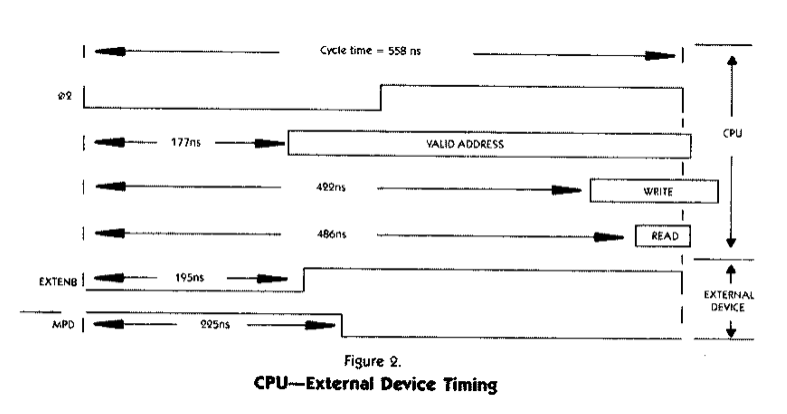 Cycle time = 558 ns
ø2
CPU
177ns
VALID ADDRESS
422ns
WRITE
486ns
READ
EXTENB
195ns
EXTERNAL
DEVICE
MPD
225ns
Figure 2.
CPU—External Device Timing